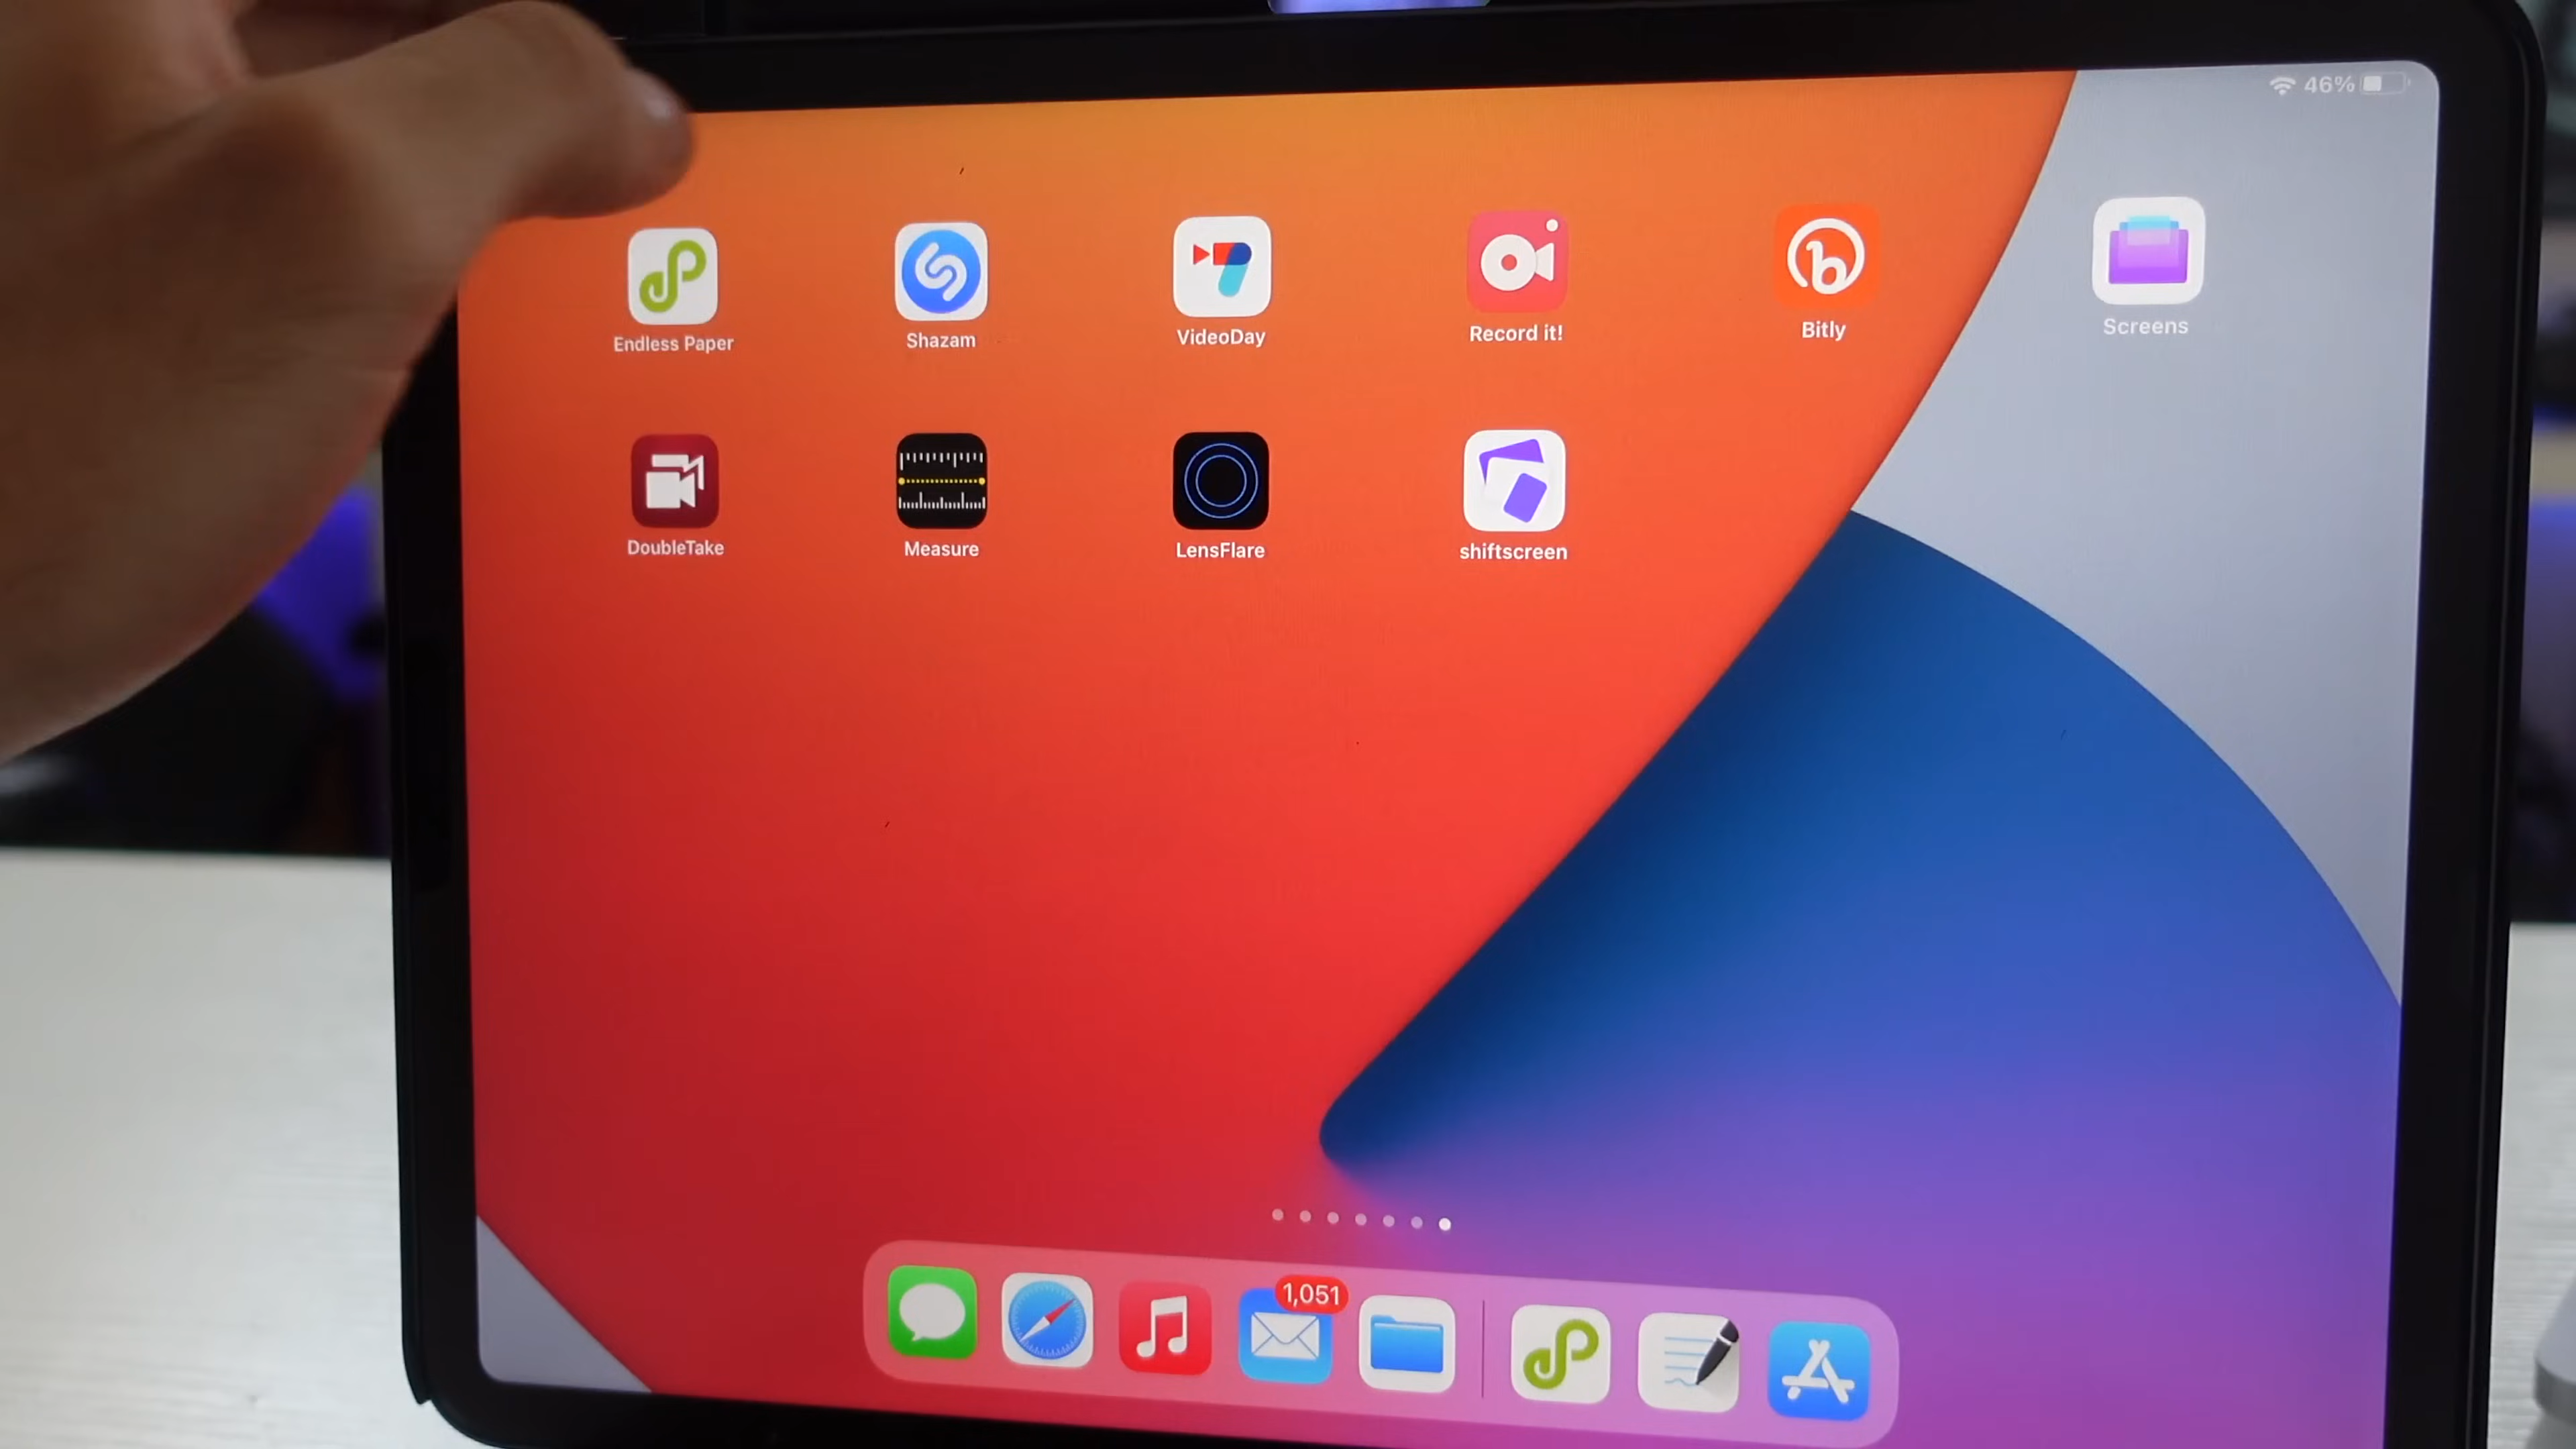 46%
Endless Paper
Shazam
VideoDay
Record it!
Bitly
Screens
DoubleTake
Measure
LensFlare
shiftscreen
1,051